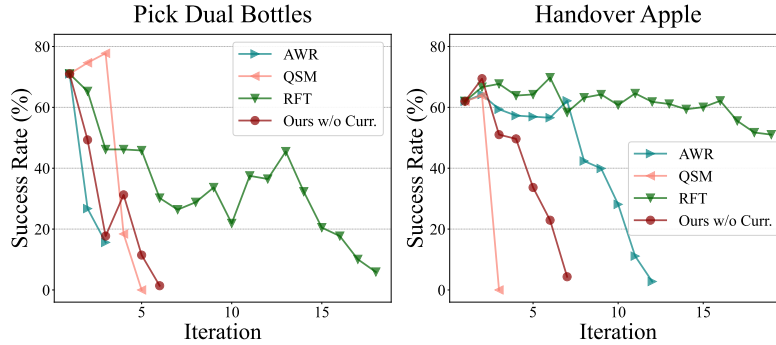 Pick Dual Bottles
Success Rate (%)
80
60
40
20
0
AWR
QSM
RFT
Ours w/o Curr.
5
10
15
Iteration
Handover Apple
Success Rate (%)
80
60
40
20
0
AWR
QSM
RFT
Ours w/o Curr.
5
10
15
Iteration